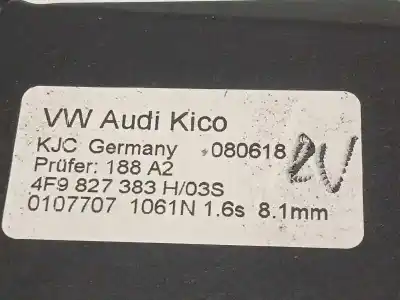 VW Audi Kico
KJC Germany 080618
Prüfer: 188 A2
4F9 827 383 H/03S
0107707 1061N 1.6s 8.1mm